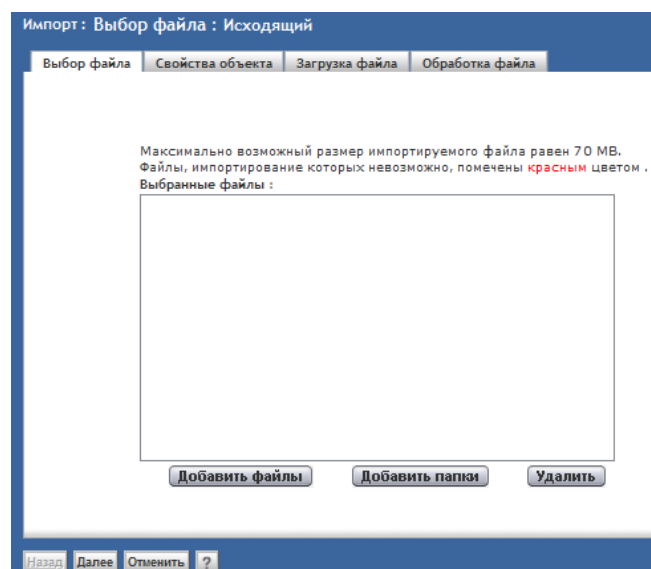 Импорт : Выбор файла : Исходящий
Выбор файла Свойства объекта Загрузка файла Обработка файла
Максимально возможный размер импортируемого файла равен 70 MB.
Файлы, импортирование которых невозможно, помечены красным цветом .
Выбранные файлы :
Добавить файлы Добавить папки Удалить
Назад Далее Отменить ?